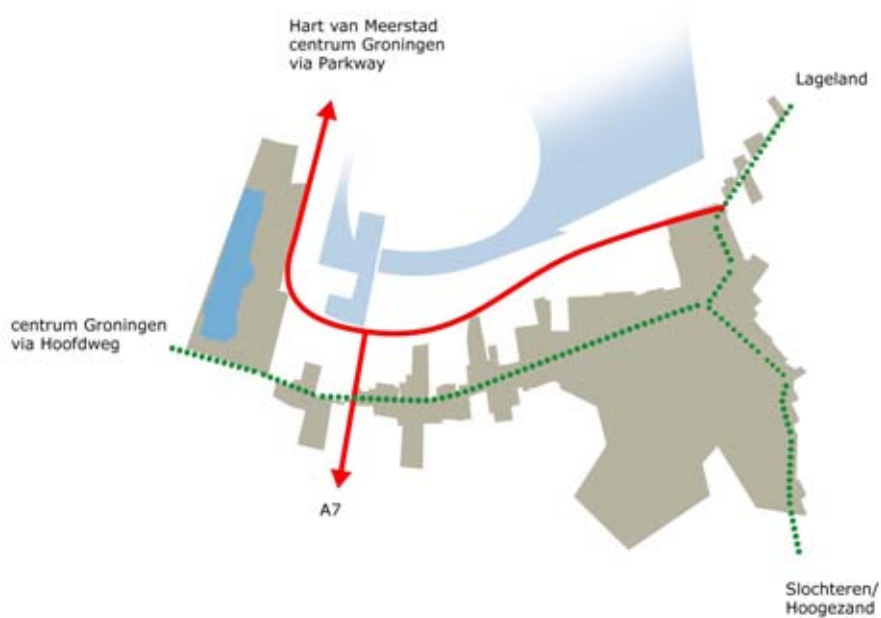 Hart van Meerstad
centrum Groningen
via Parkway
Lageland
centrum Groningen
via Hoofdweg
A7
Slochteren/
Hoogezand